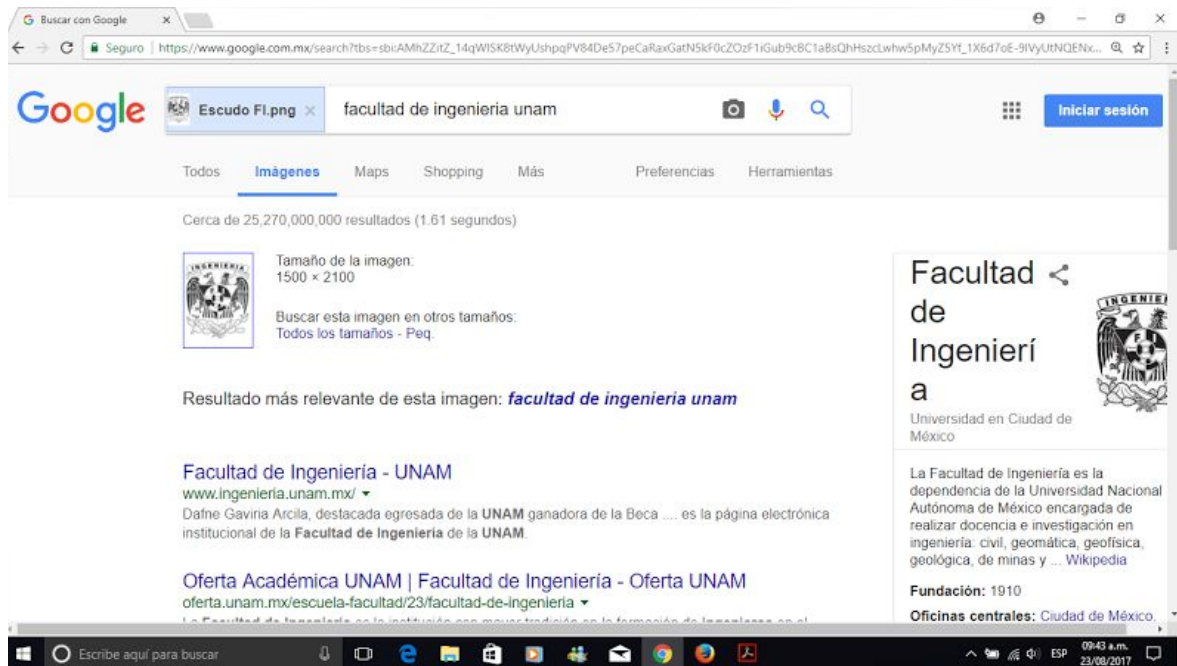 Buscar con Google
Seguro | https://www.google.com.mx/search?tbs=sbi:AMhZZitZ_14qWISK8tWyUshpqPV84De57peCaRaxGatN5kF0cZOzF1iGub9cBC1aBsQhHszcLwhw5pMyZ5Yf_1X6d7oE-9IVyUtNQENx...
Google
Escudo FI.png
facultad de ingenieria unam
Iniciar sesión
Todos Imágenes Maps Shopping Más Preferencias Herramientas
Cerca de 25,270,000,000 resultados (1.61 segundos)
INGENIERIA
Tamaño de la imagen:
1500 × 2100
Buscar esta imagen en otros tamaños:
Todos los tamaños - Peq.
Resultado más relevante de esta imagen: facultad de ingenieria unam
Facultad de Ingeniería - UNAM
www.ingenieria.unam.mx/
Dafne Gaviria Arcila, destacada egresada de la UNAM ganadora de la Beca .... es la página electrónica
institucional de la Facultad de Ingeniería de la UNAM.
Oferta Académica UNAM | Facultad de Ingeniería - Oferta UNAM
oferta.unam.mx/escuela-facultad/23/facultad-de-ingenieria
Facultad
de
Ingenierí
a
INGENIER
Universidad en Ciudad de
México
La Facultad de Ingeniería es la
dependencia de la Universidad Nacional
Autónoma de México encargada de
realizar docencia e investigación en
ingeniería: civil, geomática, geofísica,
geológica, de minas y ... Wikipedia
Fundación: 1910
Oficinas centrales: Ciudad de México,
Escribe aquí para buscar
ESP
09:43 a.m.
23/08/2017